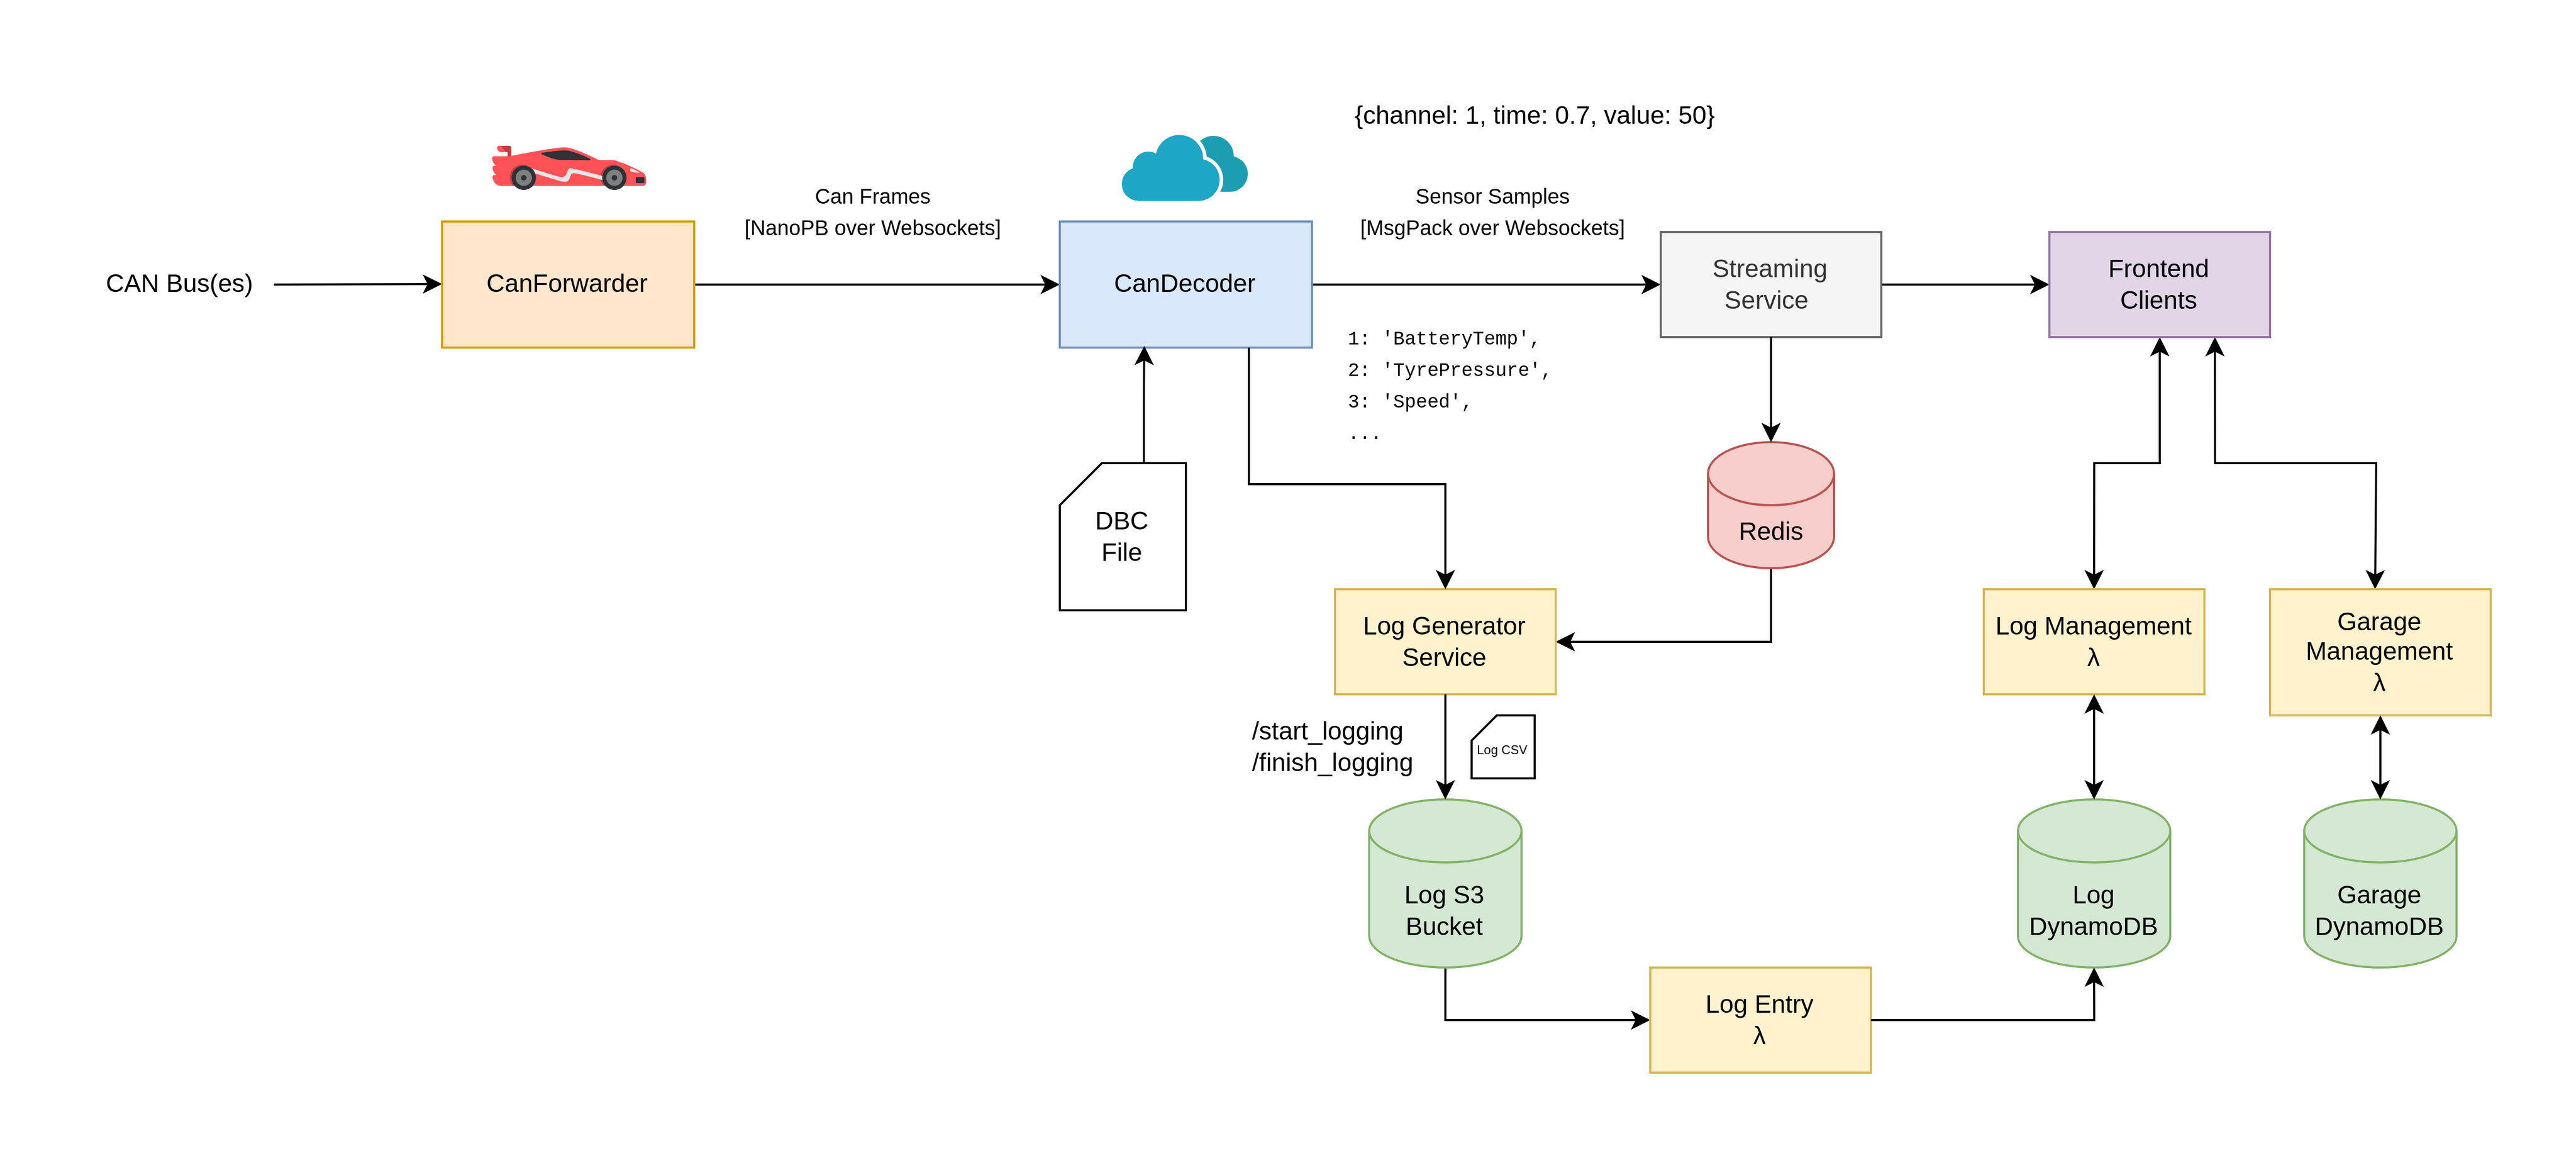 {channel: 1, time: 0.7, value: 50}
Can Frames
[NanoPB over Websockets]
Sensor Samples
[MsgPack over Websockets]
CAN Bus(es)
CanForwarder
CanDecoder
Streaming
Service
Frontend
Clients
1: 'BatteryTemp',
2: 'TyrePressure',
3: 'Speed',
...
DBC
File
Redis
Log Generator
Service
Log Management
λ
Garage
Management
λ
/start_logging
/finish_logging
Log CSV
Log S3
Bucket
Log
DynamoDB
Garage
DynamoDB
Log Entry
λ